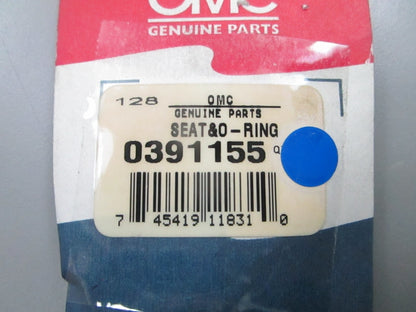 OMC
GENUINE PARTS
128 OMC
GENUINE PARTS
SEAT&O-RING
0391155
7 45419 11831 0